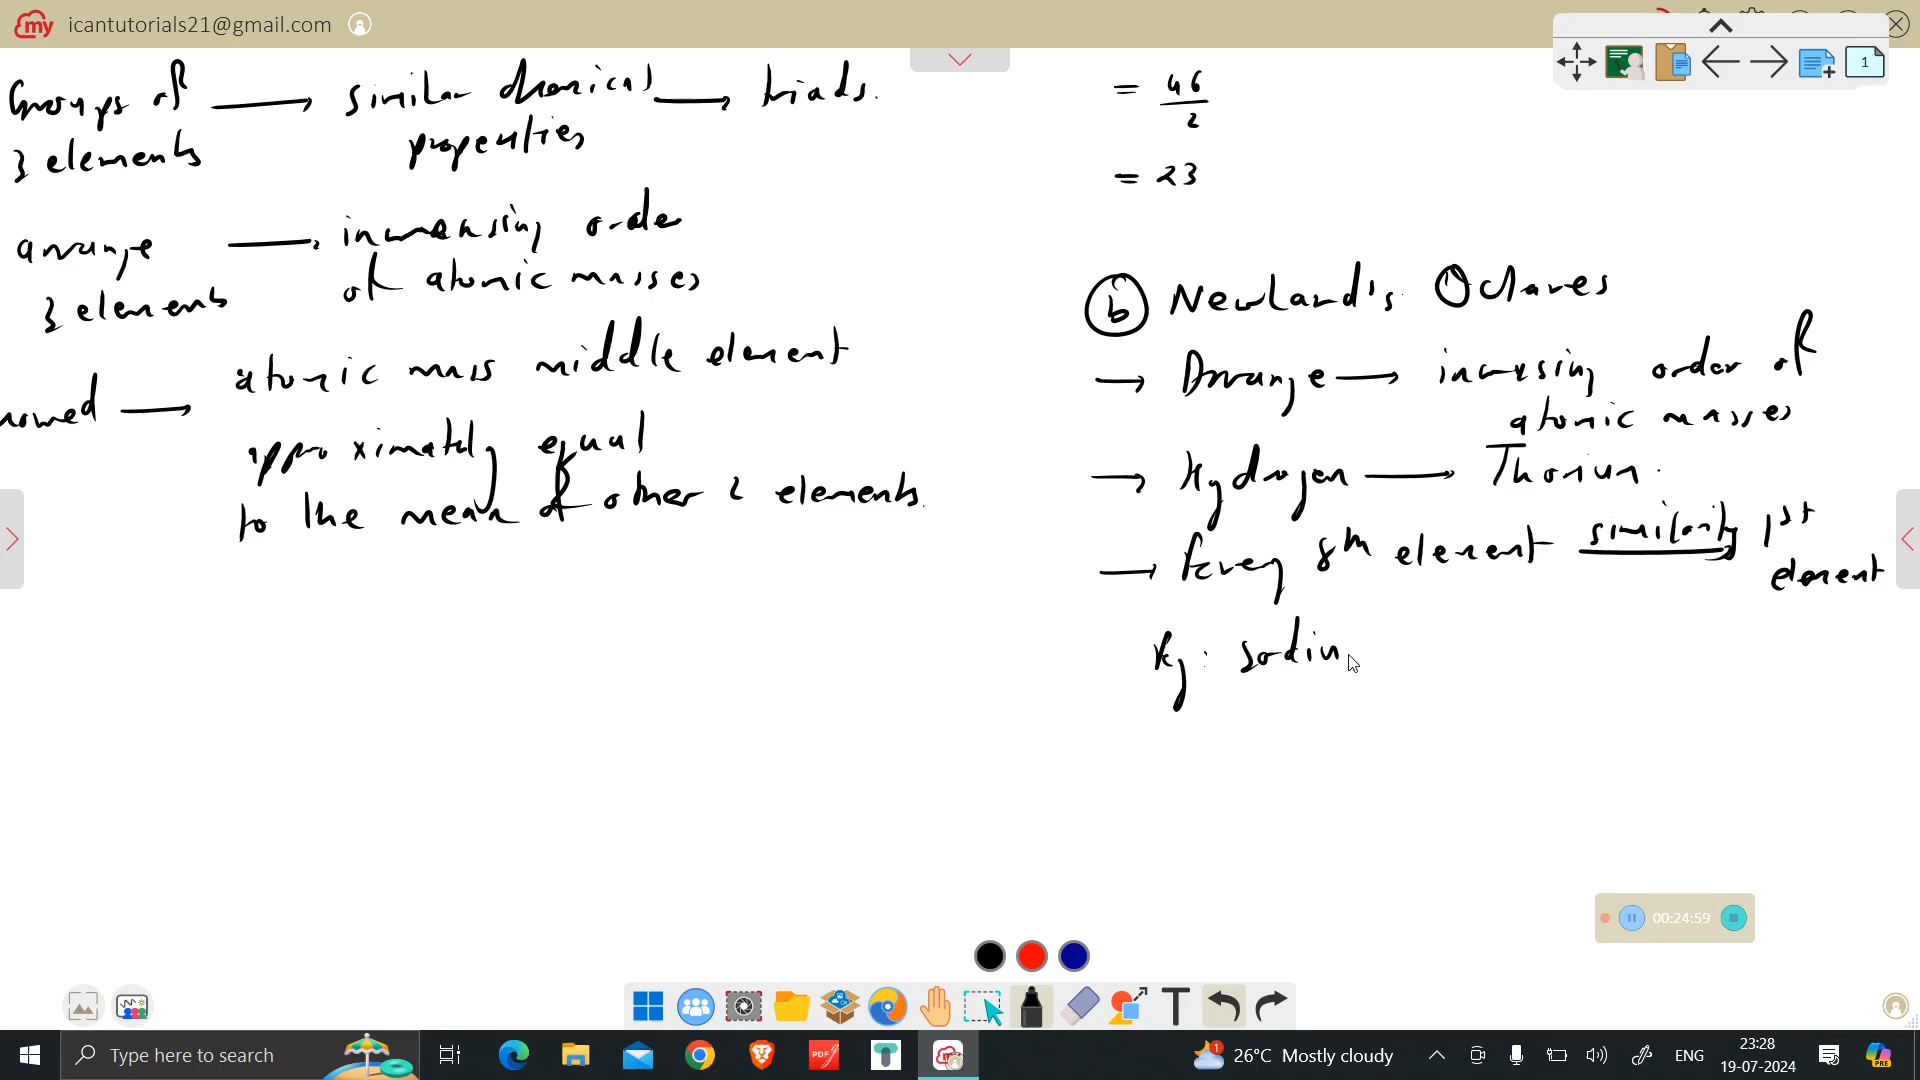 my icantutorials21@gmail.com
Groups of → similar chemical → triads.
3 elements properties
arrange → increasing order
3 elements of atomic masses
atomic mass middle element
approximately equal
to the mean of other 2 elements.
= 46
2
= 23
b Newland's Octaves
→ Arrange → increasing order of
atomic masses
→ Hydrogen → Thorium.
→ Every 8th element similarity 1st
element
Eg: Sodium
1
00:24:59
Type here to search
26°C Mostly cloudy
ENG
23:28
19-07-2024